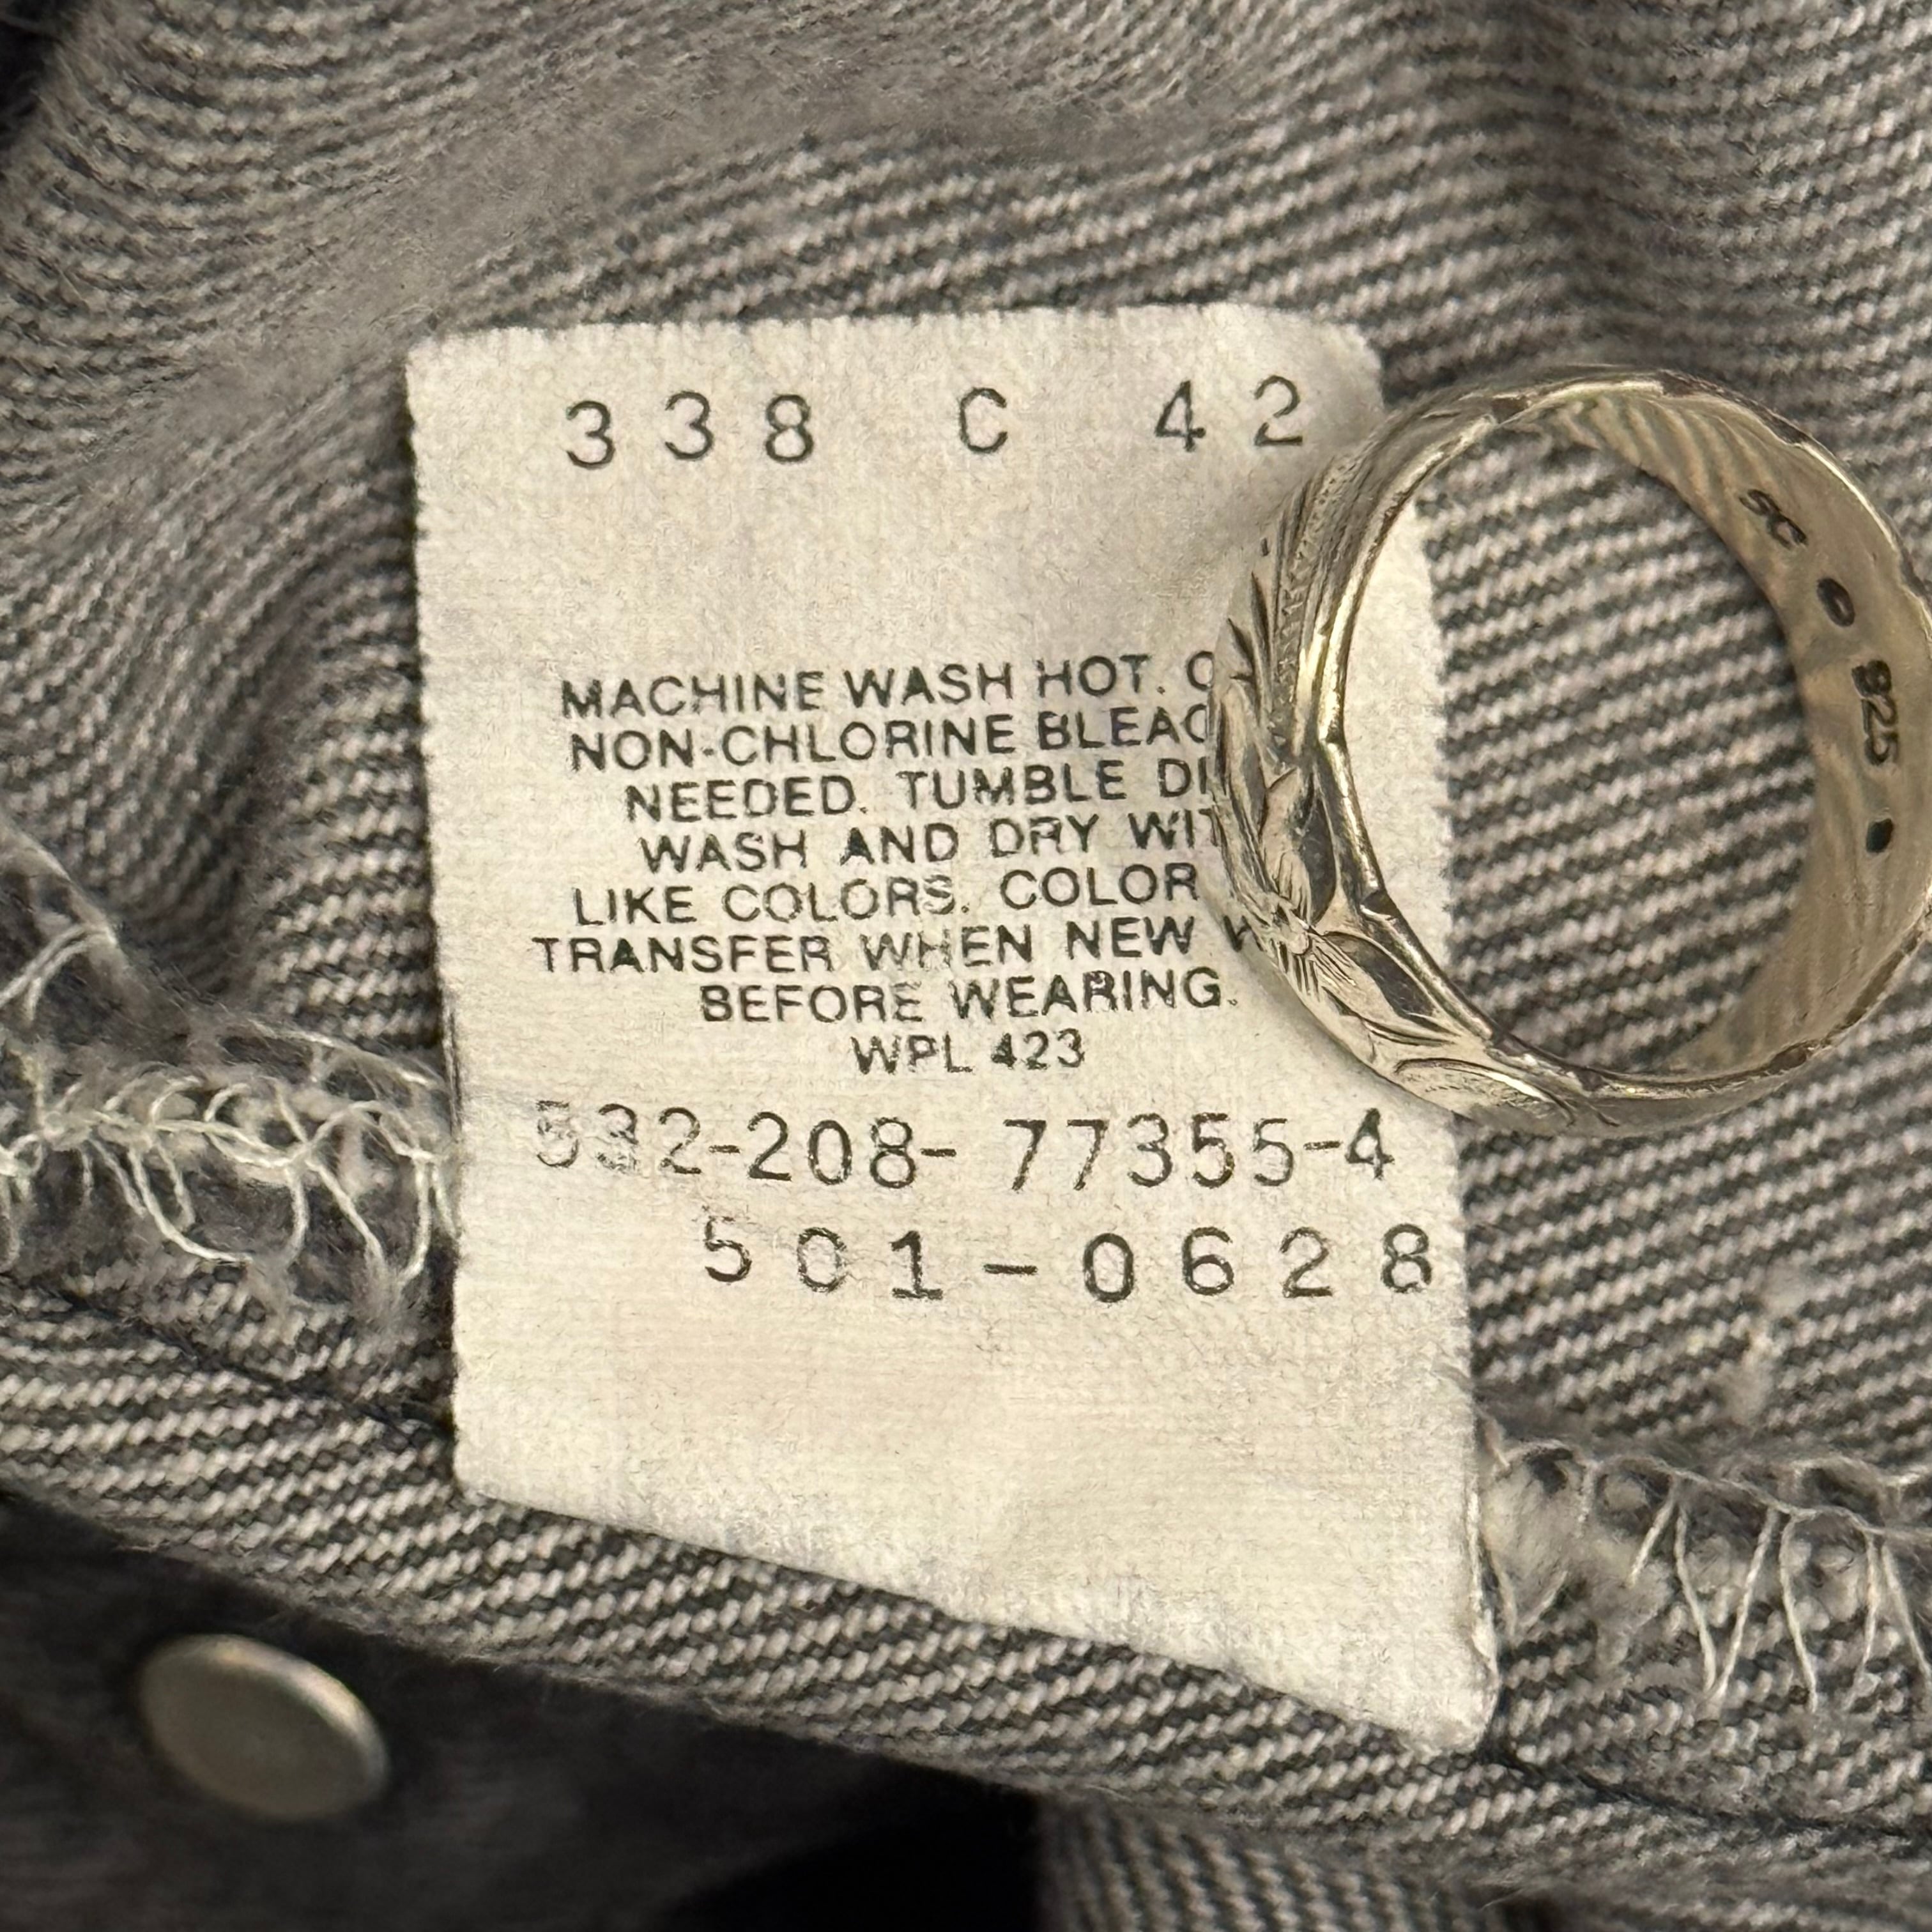 338 C 42
MACHINE WASH HOT.
NON-CHLORINE
NEEDED. TUMBLE
WASH AND DRY
LIKE COLORS. COLOR
TRANSFER WHEN NEW
BEFORE WEARING.
WPL 423
532-208-77355-4
501-0628
SC
925